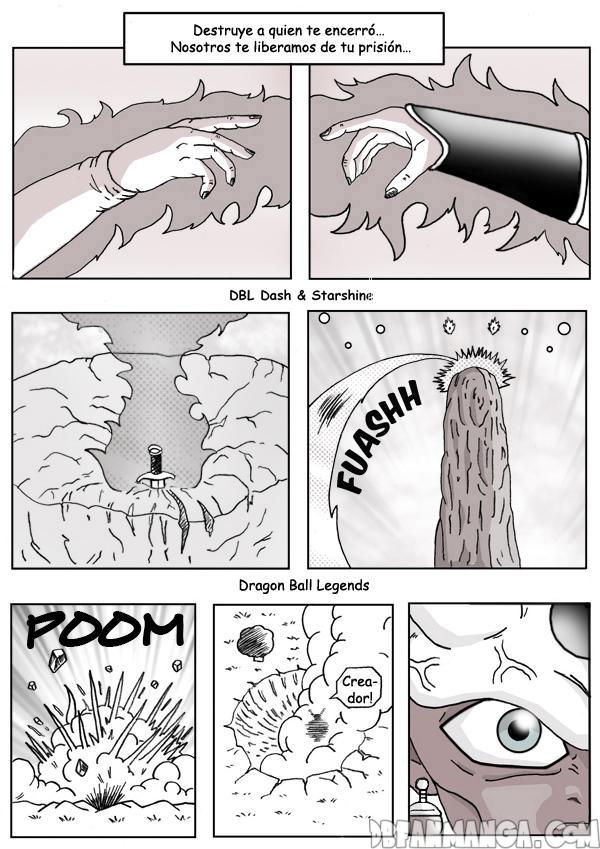 Destruye a quien te encerró...
Nosotros te liberamos de tu prisión...
DBL Dash & Starshine
FUASHH
Dragon Ball Legends
POOM
Crea-
dor!
DBFANMANGA.COM